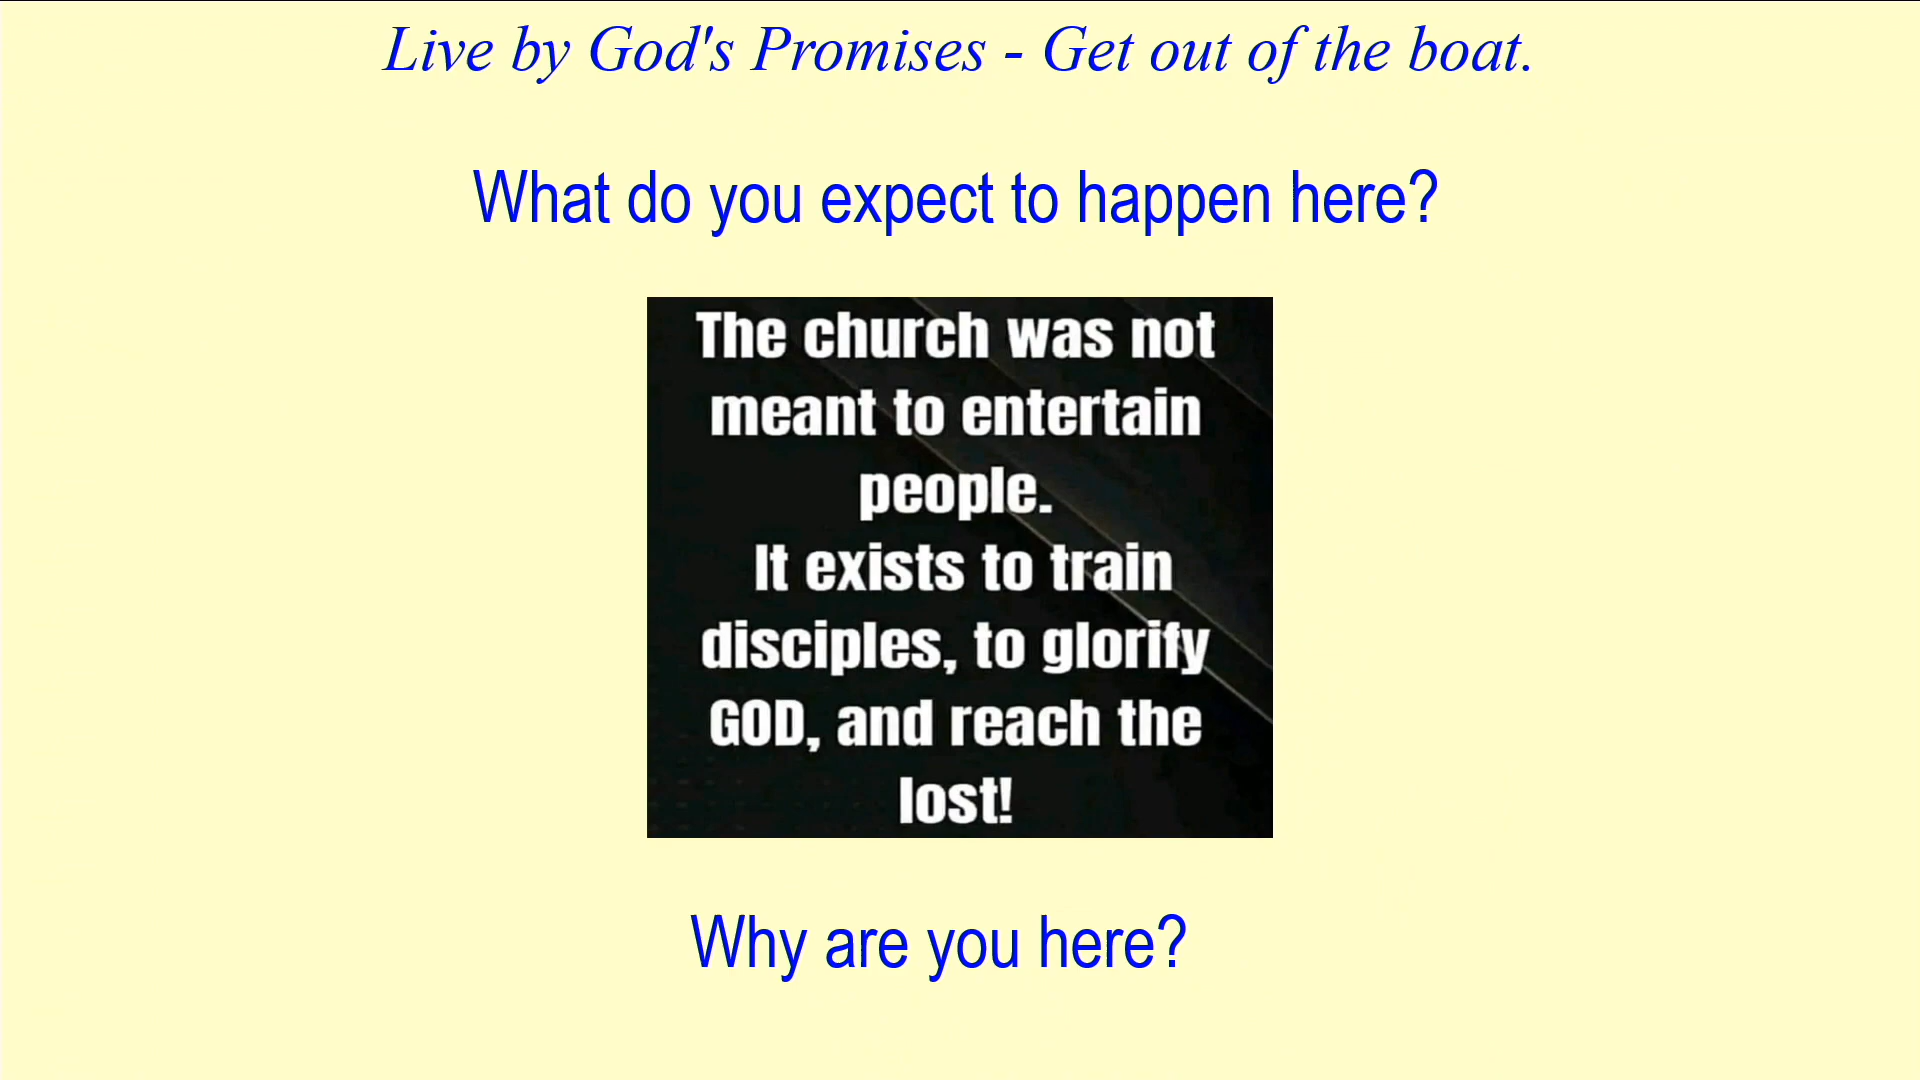 Live by God's Promises - Get out of the boat.
What do you expect to happen here?
The church was not
meant to entertain
people.
It exists to train
disciples, to glorify
GOD, and reach the
lost!
Why are you here?